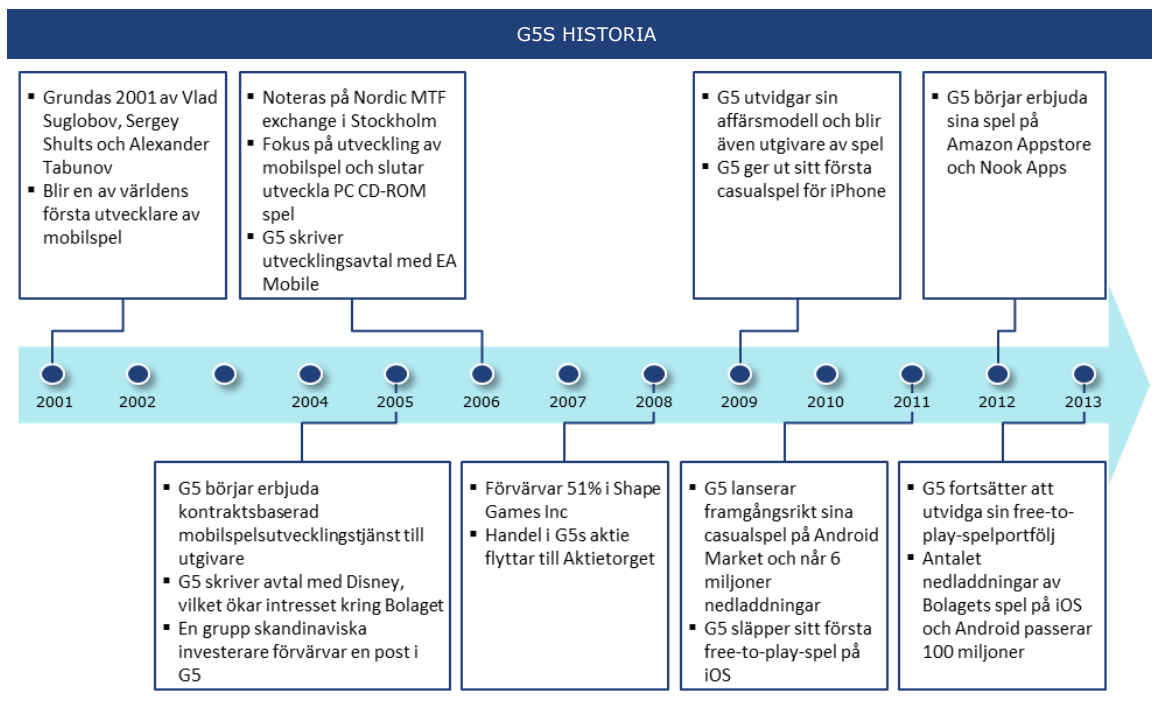 G5S HISTORIA
▪ Grundas 2001 av Vlad
Suglobov, Sergey
Shults och Alexander
Tabunov
▪ Blir en av världens
första utvecklare av
mobilspel
▪ Noteras på Nordic MTF
exchange i Stockholm
▪ Fokus på utveckling av
mobilspel och slutar
utveckla PC CD-ROM
spel
▪ G5 skriver
utvecklingsavtal med EA
Mobile
▪ G5 utvidgar sin
affärsmodell och blir
även utgivare av spel
▪ G5 ger ut sitt första
casualspel för iPhone
▪ G5 börjar erbjuda
sina spel på
Amazon Appstore
och Nook Apps
2001 2002 2004 2005 2006 2007 2008 2009 2010 2011 2012 2013
▪ G5 börjar erbjuda
kontraktsbaserad
mobilspelsutvecklingstjänst till
utgivare
▪ G5 skriver avtal med Disney,
vilket ökar intresset kring Bolaget
▪ En grupp skandinaviska
investerare förvärvar en post i
G5
▪ Förvärvar 51% i Shape
Games Inc
▪ Handel i G5s aktie
flyttar till Aktietorget
▪ G5 lanserar
framgångsrikt sina
casualspel på Android
Market och når 6
miljoner
nedladdningar
▪ G5 släpper sitt första
free-to-play-spel på
iOS
▪ G5 fortsätter att
utvidga sin free-to-
play-spelportfölj
▪ Antalet
nedladdningar av
Bolagets spel på iOS
och Android passerar
100 miljoner